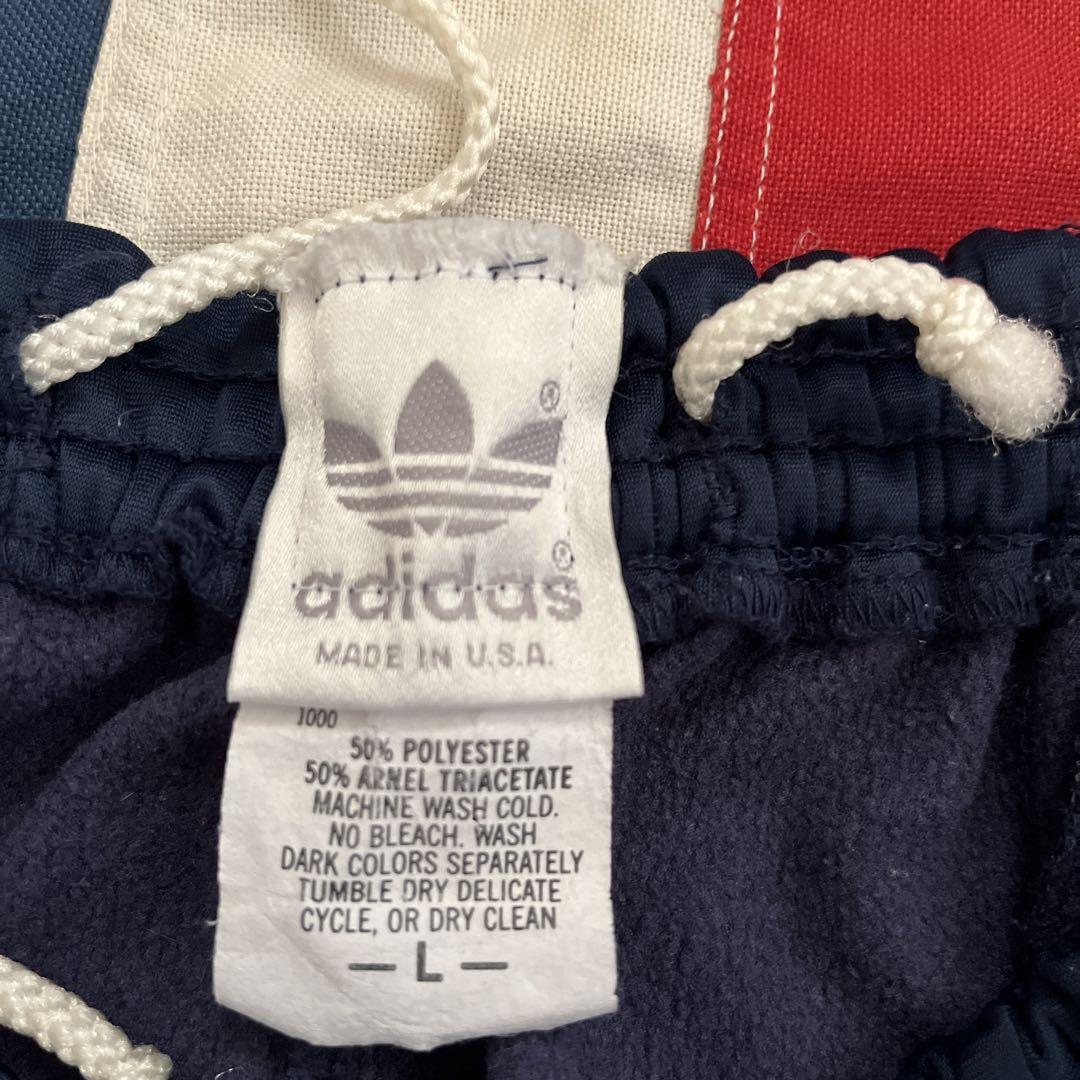 ®
®
adidas
MADE IN U.S.A.
1000
50% POLYESTER
50% ARNEL TRIACETATE
MACHINE WASH COLD.
NO BLEACH. WASH
DARK COLORS SEPARATELY
TUMBLE DRY DELICATE
CYCLE, OR DRY CLEAN
— L —